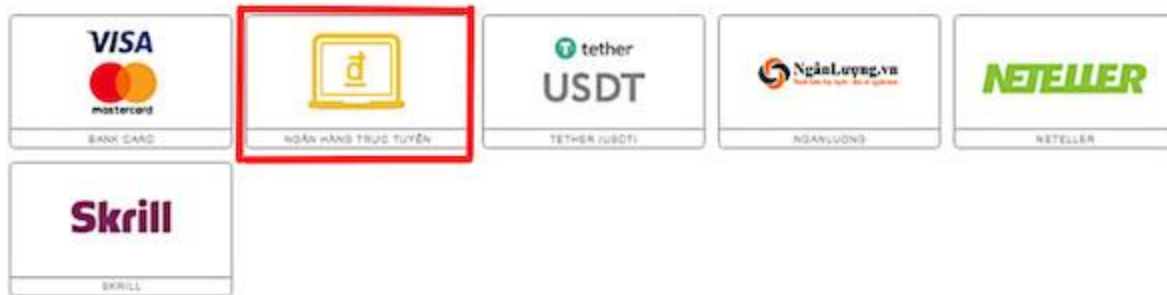 VISA
mastercard
BANK CARD
đ
NGÂN HÀNG TRỰC TUYẾN
tether
USDT
TETHER (USDT)
NgânLượng.vn
NGANLUONG
NETELLER
NETELLER
Skrill
SKRILL